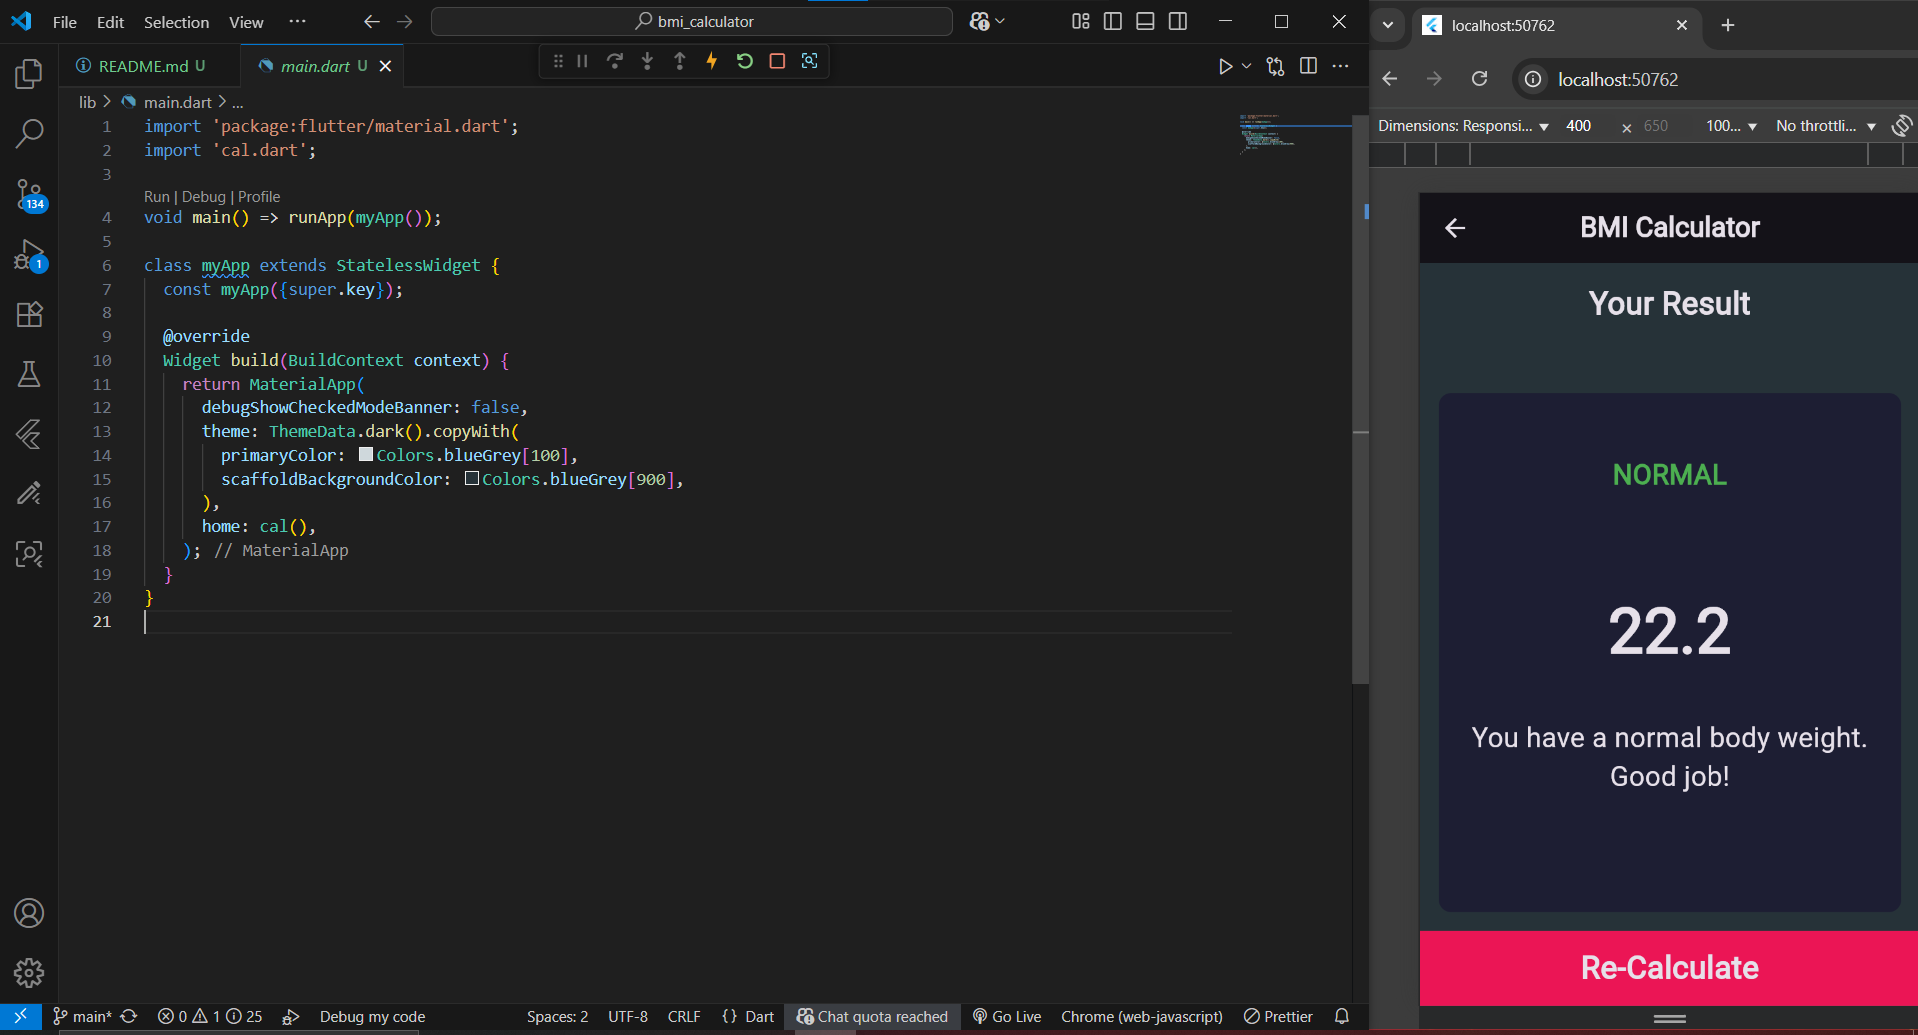 File Edit Selection View ··· bmi_calculator
README.md U main.dart U
lib > main.dart > ...
1 import 'package:flutter/material.dart';
2 import 'cal.dart';
3
Run | Debug | Profile
4 void main() => runApp(myApp());
5
6 class myApp extends StatelessWidget {
7 const myApp({super.key});
8
9 @override
10 Widget build(BuildContext context) {
11 return MaterialApp(
12 debugShowCheckedModeBanner: false,
13 theme: ThemeData.dark().copyWith(
14 primaryColor: Colors.blueGrey[100],
15 scaffoldBackgroundColor: Colors.blueGrey[900],
16 ),
17 home: cal(),
18 ); // MaterialApp
19 }
20 }
21
134
1
main* 0 1 25 Debug my code Spaces: 2 UTF-8 CRLF {} Dart Chat quota reached Go Live Chrome (web-javascript) Prettier
localhost:50762
localhost:50762
Dimensions: Responsi... 400 × 650 100... No throttli...
BMI Calculator
Your Result
NORMAL
22.2
You have a normal body weight.
Good job!
Re-Calculate